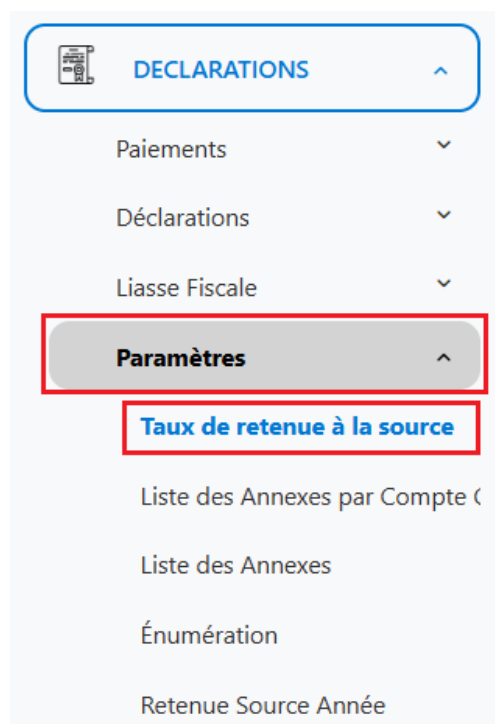 DECLARATIONS
Paiements
Déclarations
Liasse Fiscale
Paramètres
Taux de retenue à la source
Liste des Annexes par Compte
Liste des Annexes
Énumération
Retenue Source Année